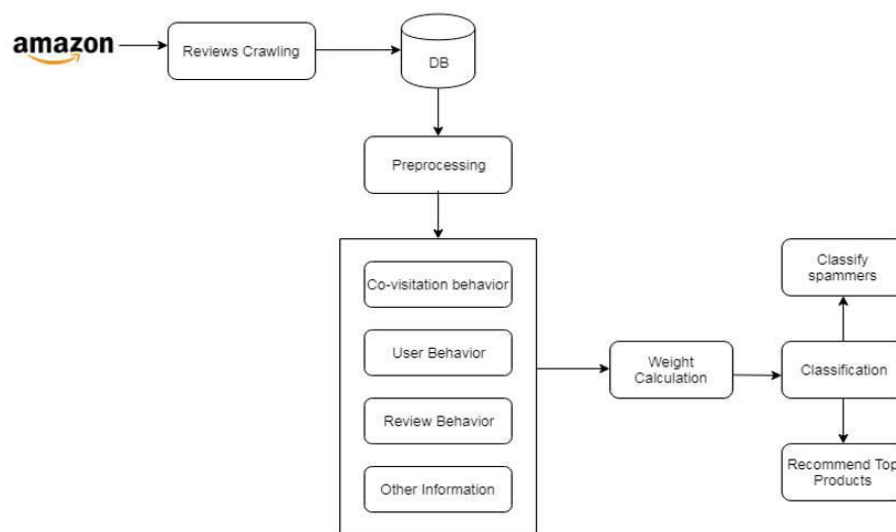 amazon
Reviews Crawling
DB
Preprocessing
Co-visitation behavior
User Behavior
Review Behavior
Other Information
Weight
Calculation
Classify
spammers
Classification
Recommend Top
Products